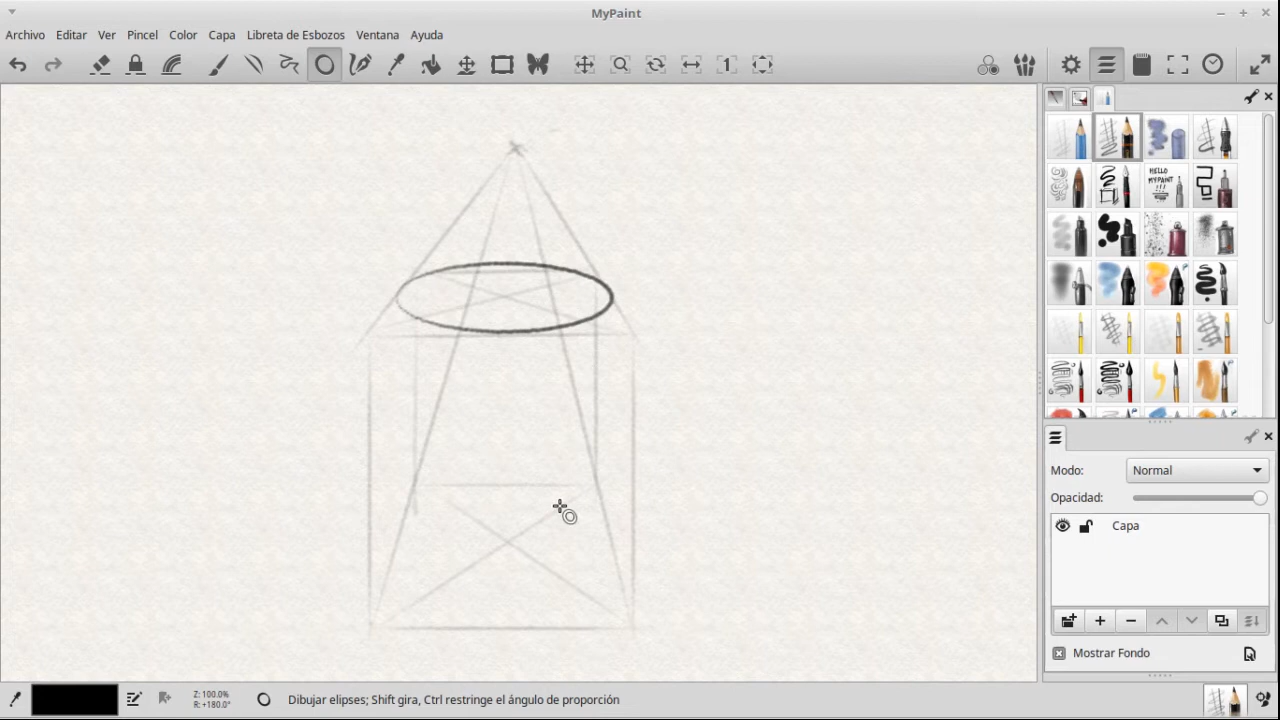 MyPaint
Archivo Editar Ver Pincel Color Capa Libreta de Esbozos Ventana Ayuda
1
HELLO
MYPAINT
!!!
Modo: Normal
Opacidad:
Capa
Mostrar Fondo
Z: 100.0%
R: +180.0°
Dibujar elipses; Shift gira, Ctrl restringe el ángulo de proporción